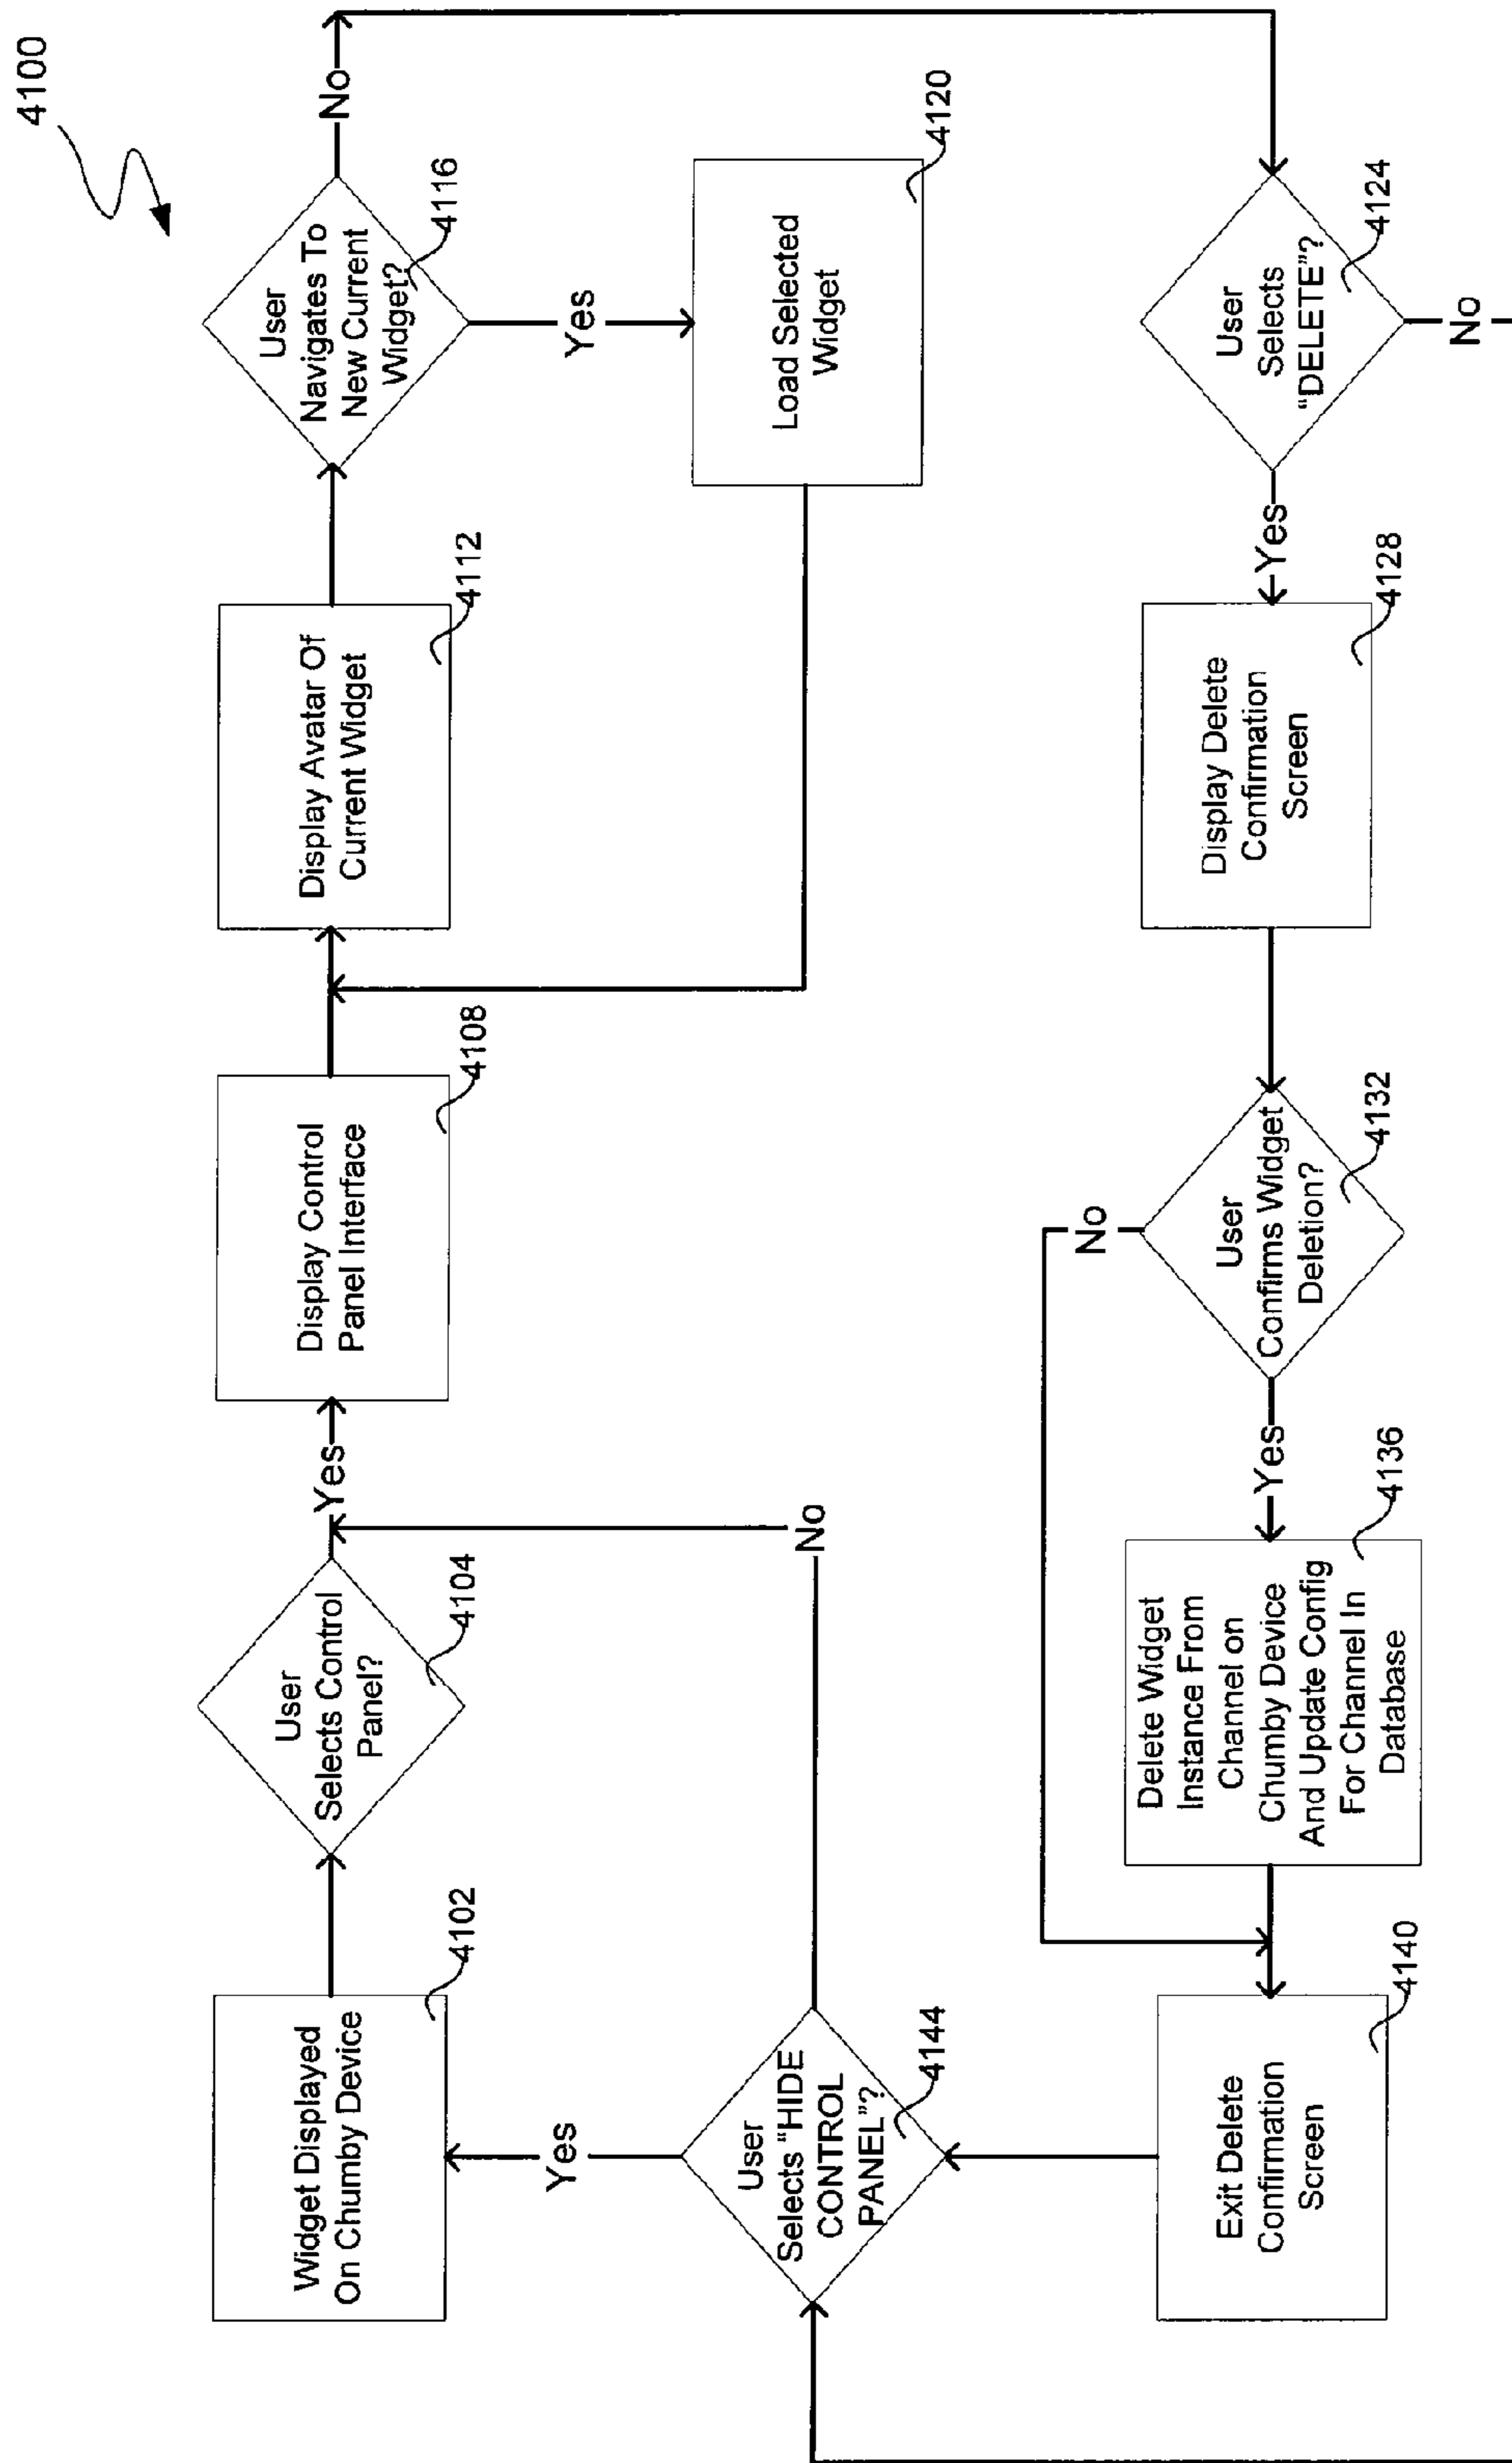 4100
Widget Displayed
On Chumby Device
4102
User
Selects Control
Panel?
4104
Yes
Display Control
Panel Interface
4108
Display Avatar Of
Current Widget
4112
User
Navigates To
New Current
Widget?
4116
No
Yes
Load Selected
Widget
4120
User
Selects
“DELETE”?
4124
No
Yes
Display Delete
Confirmation
Screen
4128
User
Confirms Widget
Deletion?
4132
No
Yes
Delete Widget
Instance From
Channel on
Chumby Device
And Update Config
For Channel In
Database
4136
Exit Delete
Confirmation
Screen
4140
User
Selects “HIDE
CONTROL
PANEL”?
4144
Yes
No